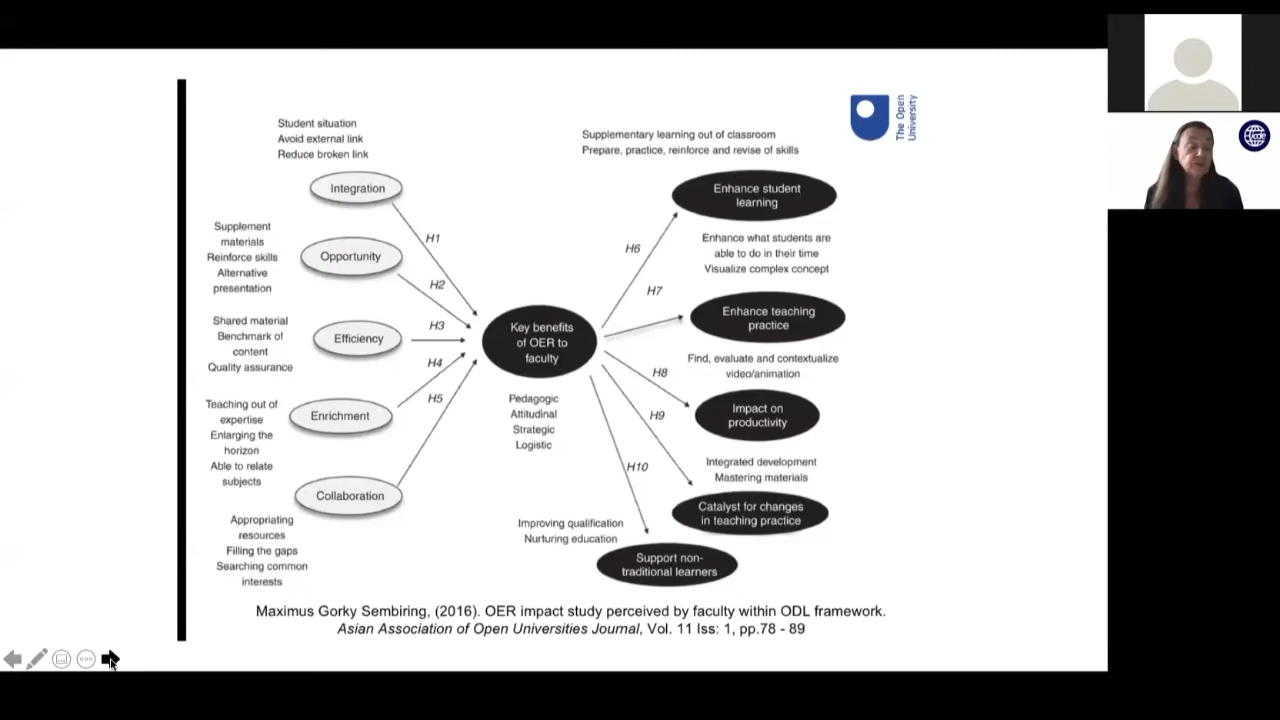 Student situation
Avoid external link
Reduce broken link
Integration
Supplement
materials
Reinforce skills
Alternative
presentation
Opportunity
Shared material
Benchmark of
content
Quality assurance
Efficiency
Teaching out of
expertise
Enlarging the
horizon
Able to relate
subjects
Enrichment
Collaboration
Appropriating
resources
Filling the gaps
Searching common
interests
H1
H2
H3
H4
H5
Key benefits
of OER to
faculty
Pedagogic
Attitudinal
Strategic
Logistic
H6
H7
H8
H9
H10
Supplementary learning out of classroom
Prepare, practice, reinforce and revise of skills
Enhance student
learning
Enhance what students are
able to do in their time
Visualize complex concept
Enhance teaching
practice
Find, evaluate and contextualize
video/animation
Impact on
productivity
Integrated development
Mastering materials
Catalyst for changes
in teaching practice
Improving qualification
Nurturing education
Support non-
traditional learners
The Open
University
icde
Maximus Gorky Sembiring, (2016). OER impact study perceived by faculty within ODL framework.
Asian Association of Open Universities Journal, Vol. 11 Iss: 1, pp.78 - 89